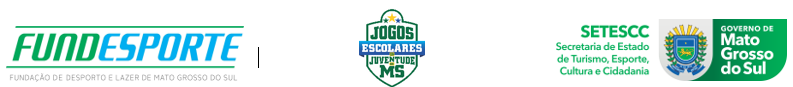 FUNDESPORTE
FUNDAÇÃO DE DESPORTO E LAZER DE MATO GROSSO DO SUL
JOGOS
ESCOLARES
JUVENTUDE
MS
SETESCC
Secretaria de Estado
de Turismo, Esporte,
Cultura e Cidadania
GOVERNO DE
Mato
Grosso
do Sul